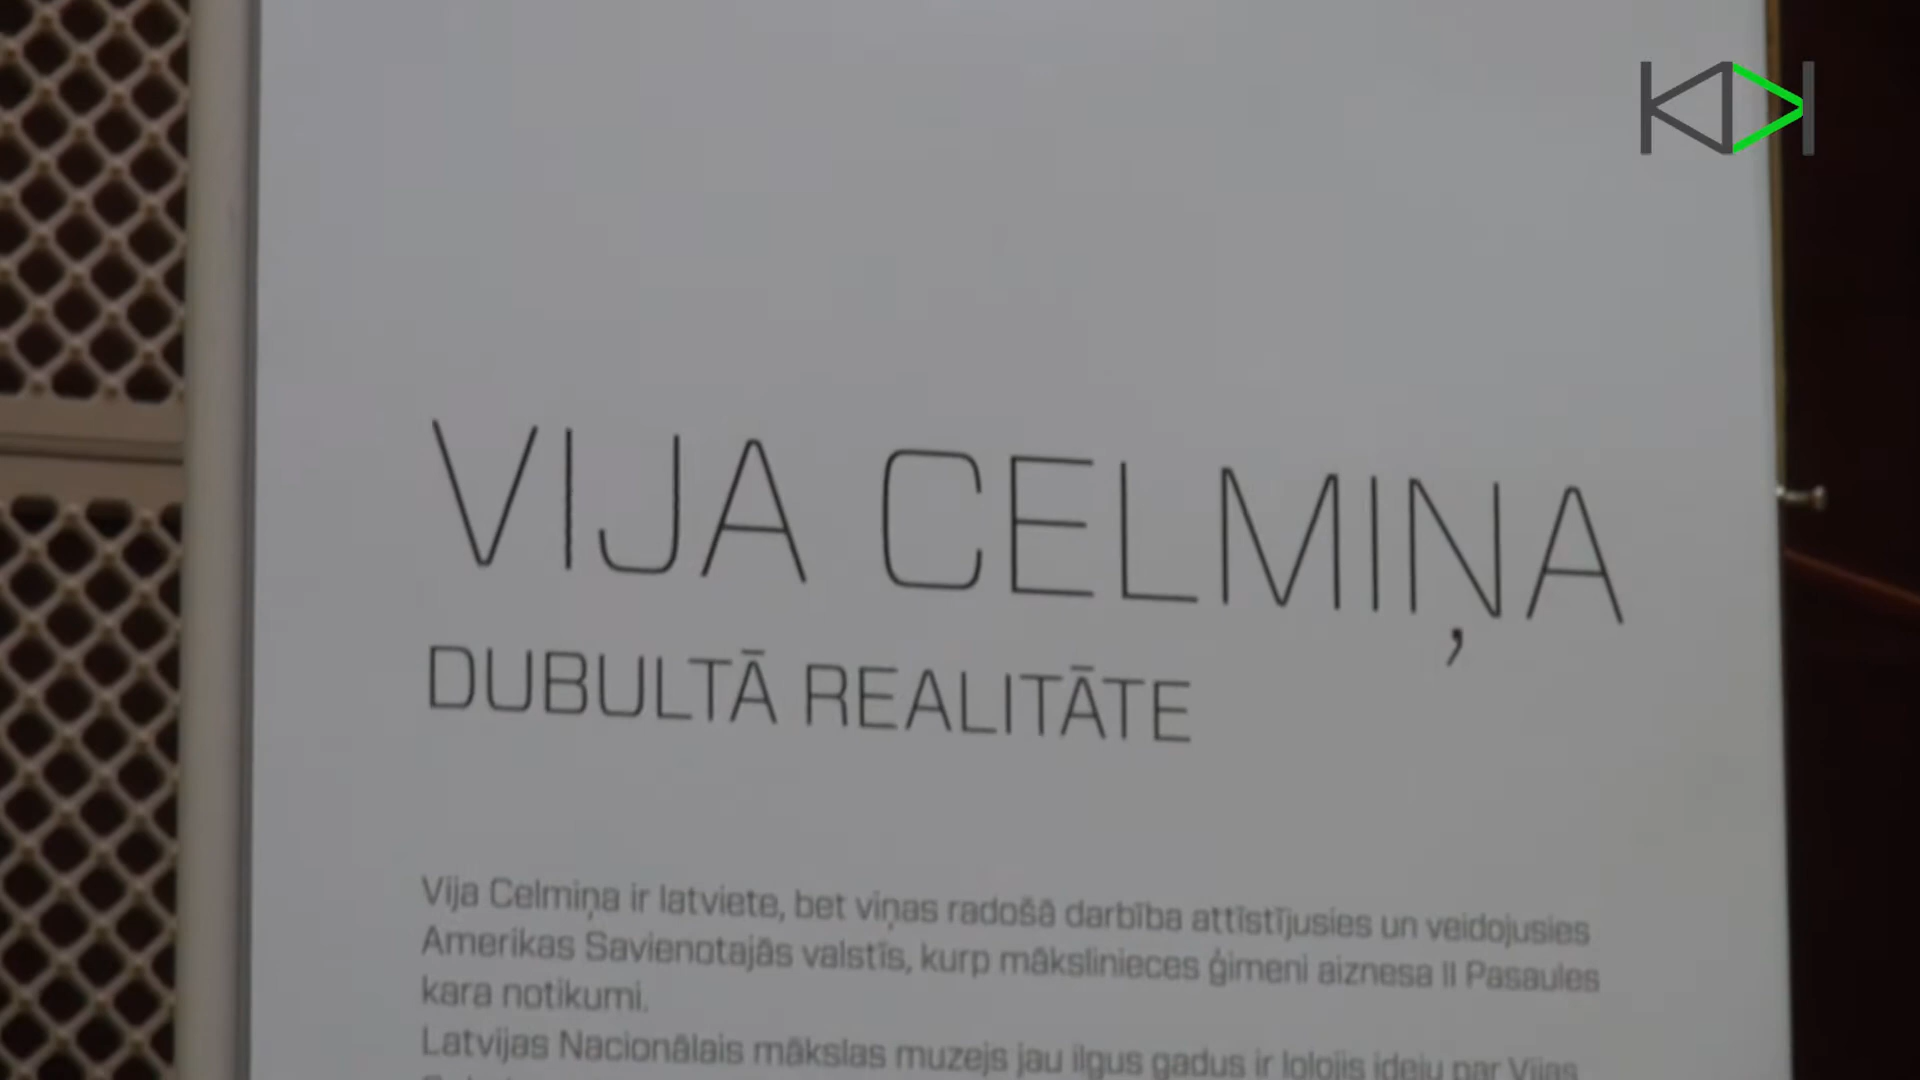 VIJA CELMIŅA
DUBULTĀ REALITĀTE
Vija Celmiņa ir latviete, bet viņas radošā darbība attīstījusies un veidojusies
Amerikas Savienotajās valstīs, kurp mākslinieces ģimeni aiznesa II Pasaules
kara notikumi.
Latvijas Nacionālais mākslas muzejs jau ilgus gadus ir lolojis ideju par Vijas